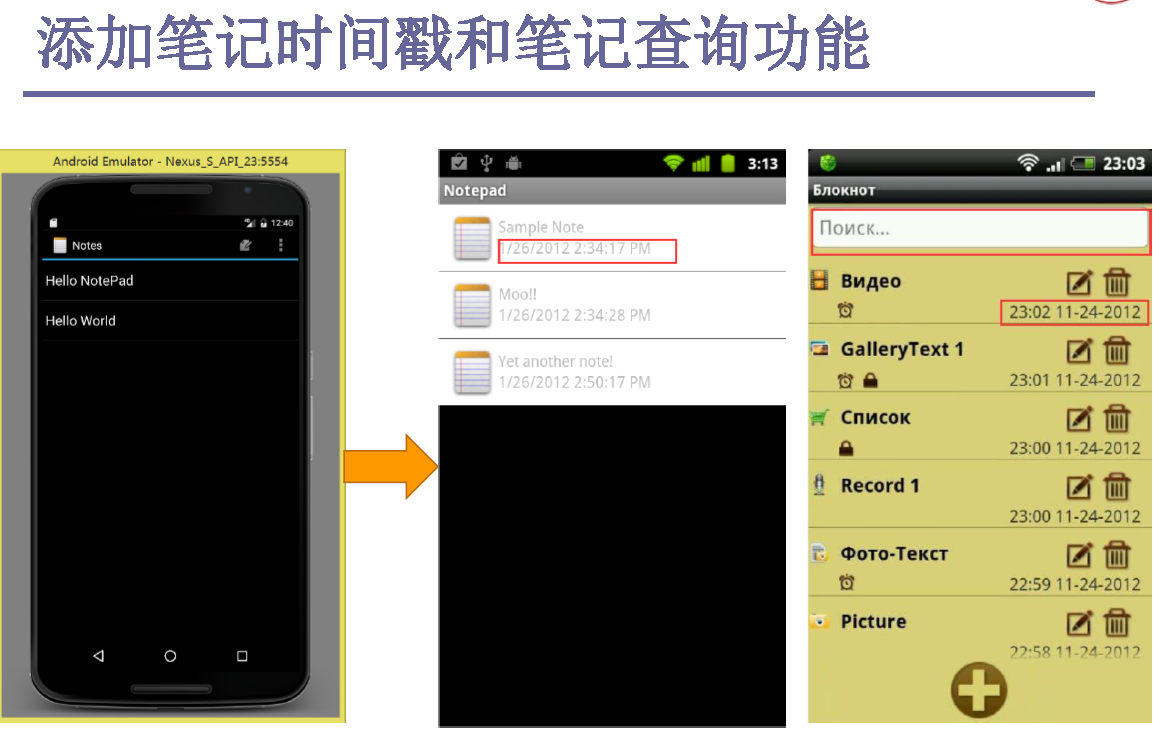 添加笔记时间戳和笔记查询功能
Android Emulator - Nexus_S_API_23:5554
12:40
Notes
Hello NotePad
Hello World
3:13
Notepad
Sample Note
1/26/2012 2:34:17 PM
Moo!!
1/26/2012 2:34:28 PM
Yet another note!
1/26/2012 2:50:17 PM
23:03
Блокнот
Поиск...
Видео
23:02 11-24-2012
GalleryText 1
23:01 11-24-2012
Список
23:00 11-24-2012
Record 1
23:00 11-24-2012
Фото-Текст
22:59 11-24-2012
Picture
22:58 11-24-2012